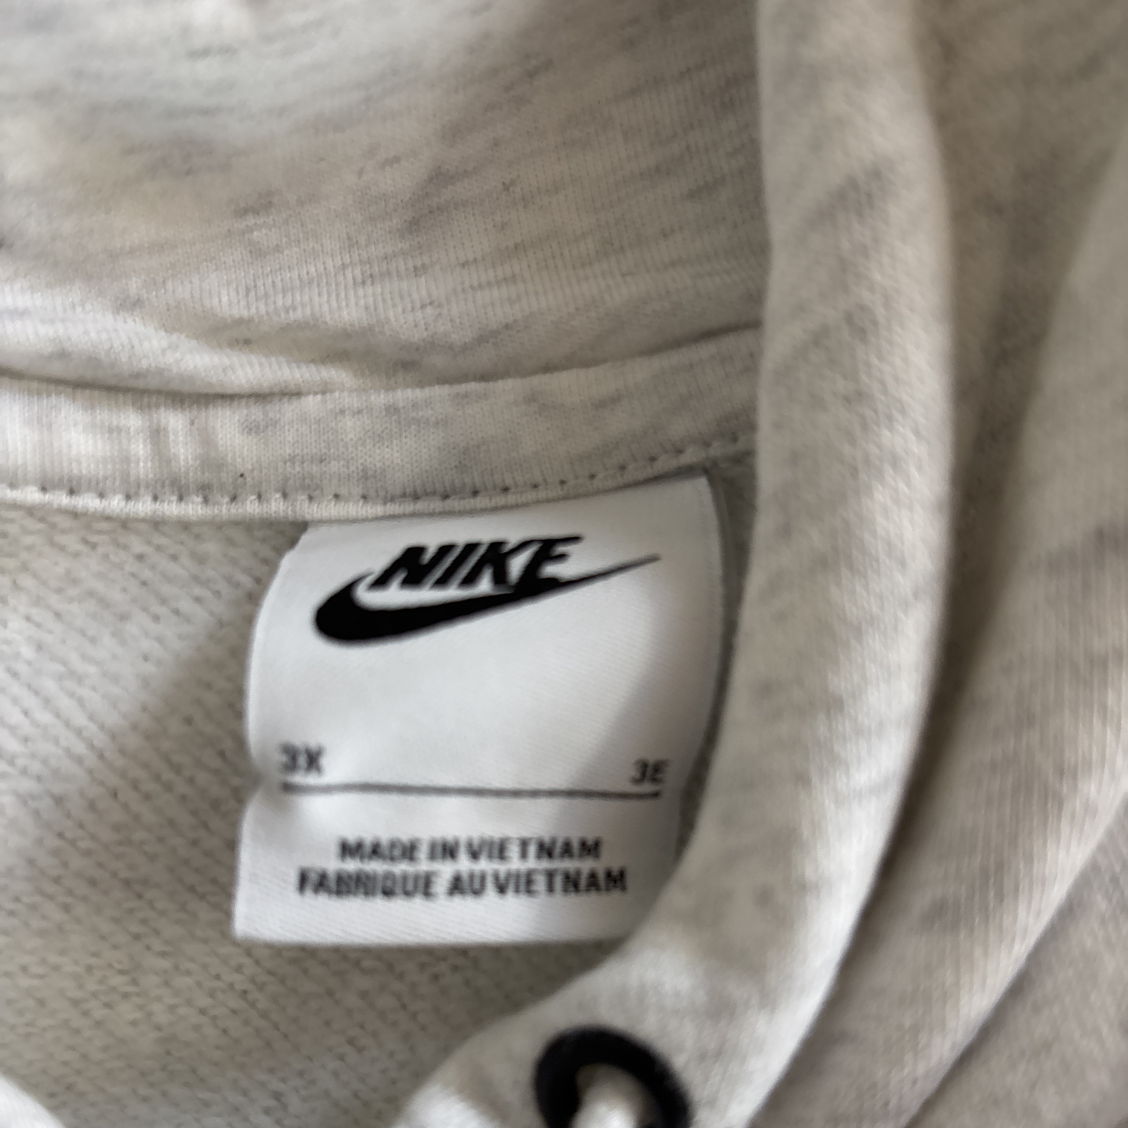 NIKE
3X 3E
MADE IN VIETNAM
FABRIQUE AU VIETNAM